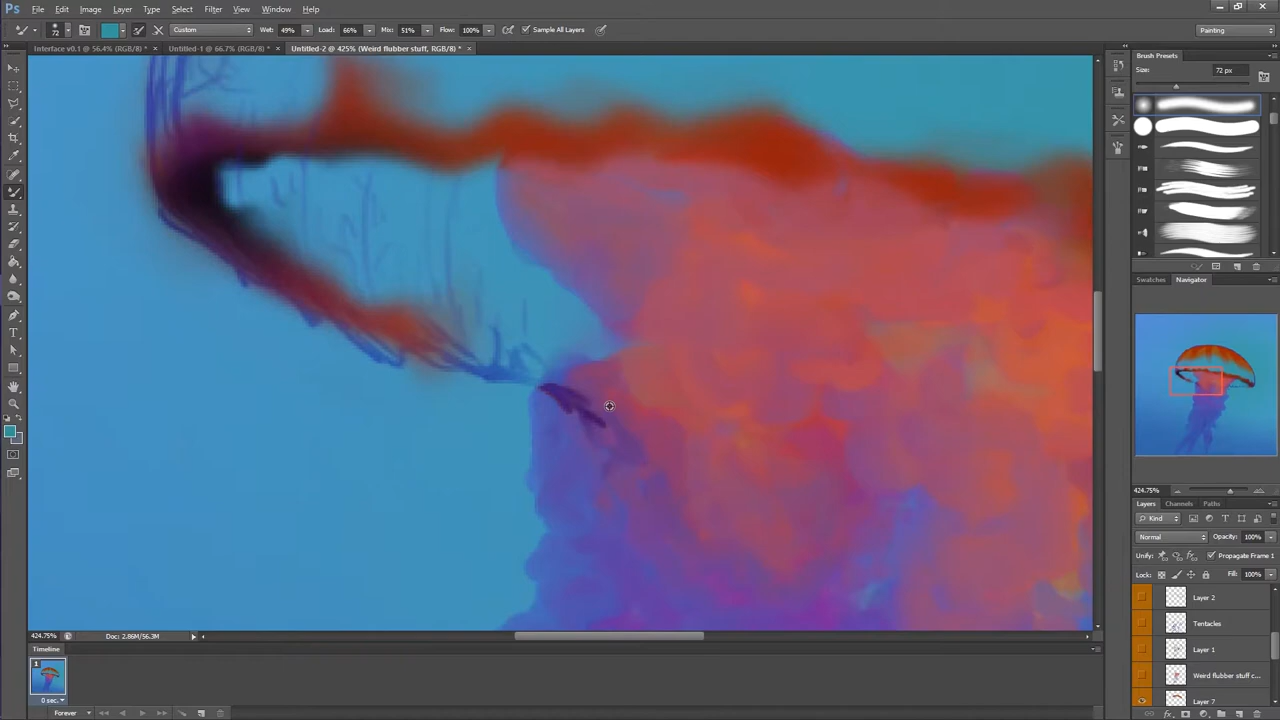 Ps File Edit Image Layer Type Select Filter View Window Help
72 Custom Wet: 49% Load: 66% Mix: 51% Flow: 100% Sample All Layers Painting
Interface v0.1 @ 56.4% (RGB/8) * × Untitled-1 @ 66.7% (RGB/8) * × Untitled-2 @ 425% (Weird flubber stuff, RGB/8) * ×
Brush Presets
Size: 72 px
Swatches Navigator
424.75%
Layers Channels Paths
Kind
Normal Opacity: 100%
Unify: Propagate Frame 1
Lock: Fill: 100%
Layer 2
Tentacles
Layer 1
Weird flubber stuff c...
Layer 7
424.75% Doc: 2.86M/56.3M
Timeline
1
0 sec.
Forever